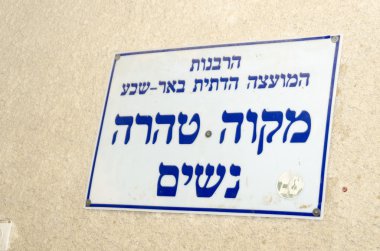 הרבנות
המועצה הדתית באר-שבע
מקוה טהרה
נשים